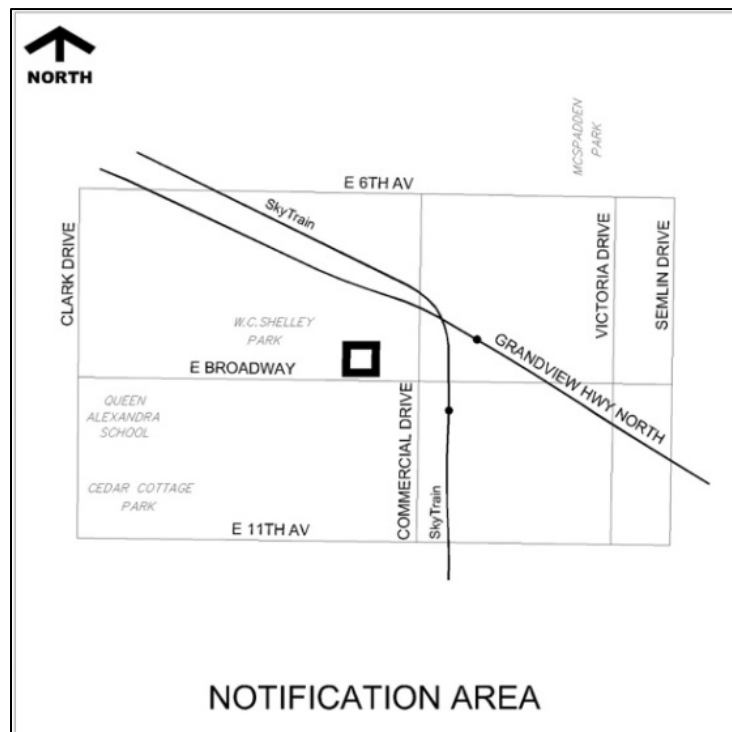 NORTH
MCSPADDEN
PARK
E 6TH AV
SkyTrain
CLARK DRIVE
VICTORIA DRIVE
SEMLIN DRIVE
W.C.SHELLEY
PARK
GRANDVIEW HWY NORTH
E BROADWAY
QUEEN
ALEXANDRA
SCHOOL
COMMERCIAL DRIVE
SkyTrain
CEDAR COTTAGE
PARK
E 11TH AV
NOTIFICATION AREA